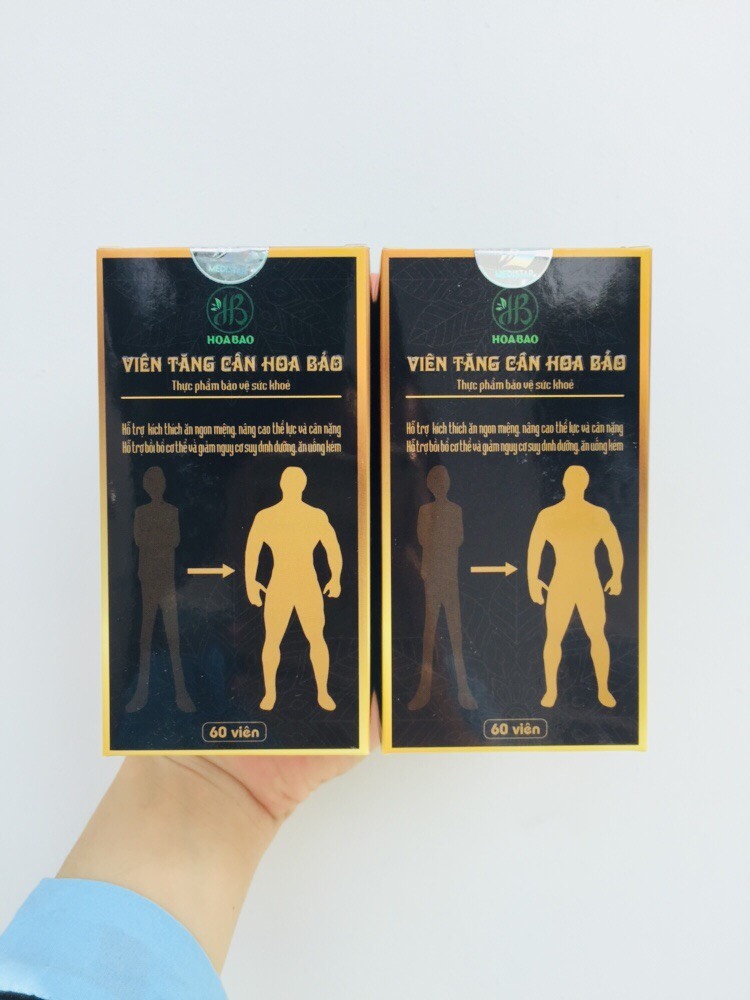 HB
HOABAO
VIÊN TĂNG CÂN HOA BẢO
Thực phẩm bảo vệ sức khoẻ
Hỗ trợ kích thích ăn ngon miệng, nâng cao thể lực và cân nặng
Hỗ trợ bồi bổ cơ thể và giảm nguy cơ suy dinh dưỡng, ăn uống kém
60 viên
HB
HOABAO
VIÊN TĂNG CÂN HOA BẢO
Thực phẩm bảo vệ sức khoẻ
Hỗ trợ kích thích ăn ngon miệng, nâng cao thể lực và cân nặng
Hỗ trợ bồi bổ cơ thể và giảm nguy cơ suy dinh dưỡng, ăn uống kém
60 viên